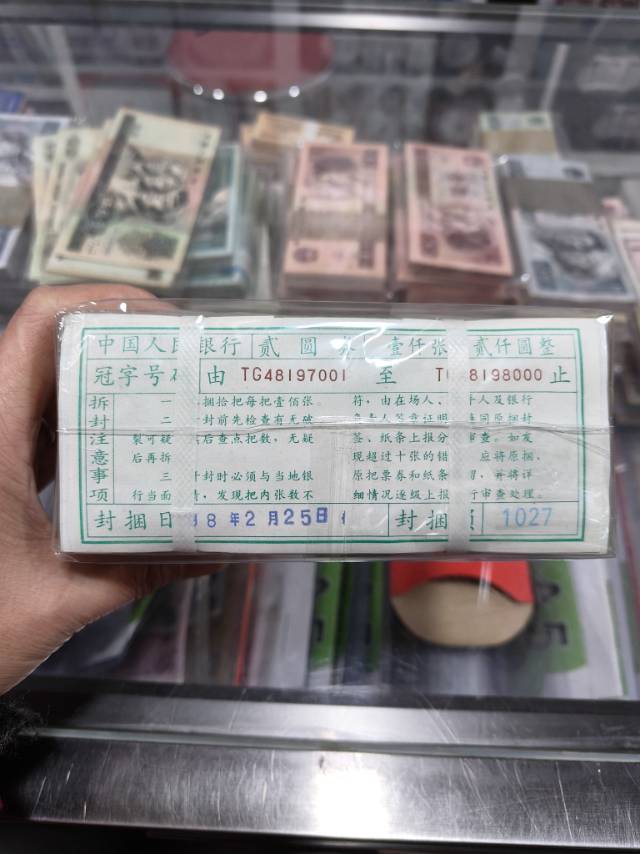 中国人民 银行 贰圆 壹仟张 贰仟圆整
冠字号码 由 TG48197001 至 T 8198000 止
拆封注意事项
一 捆拾把每把壹佰张。
二 封前先检查有无破
裂可疑 后查点把数，无疑
后再拆
三 封时必须与当地银
行当面 清，发现把内张数不
符，由在场人、 人及银行
签章证明 同原捆封
签、纸条上报分 审查。如发
现超过十张的错 应将原捆、
原把票券和纸条 ，并将详
细情况逐级上报 行审查处理。
封捆日 8年2月25日 封捆 员 1027